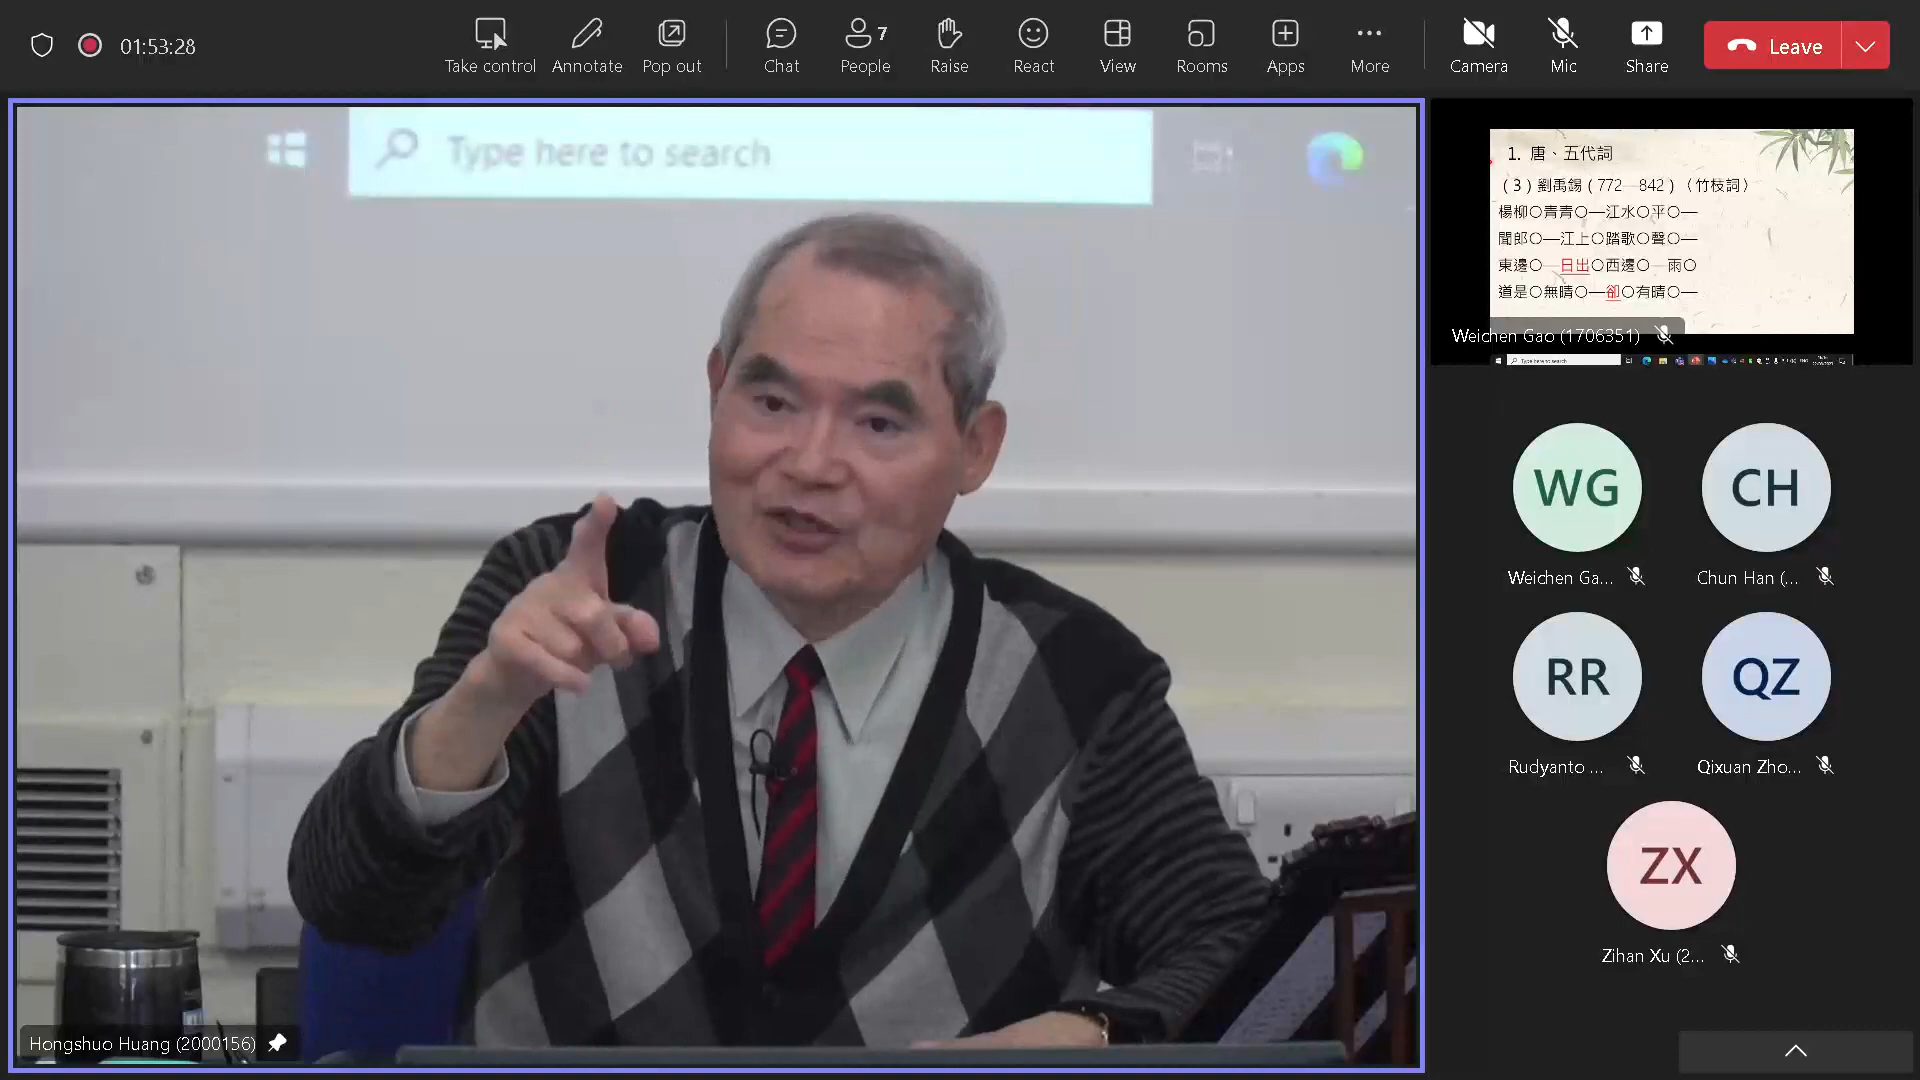 01:53:28
Take control
Annotate
Pop out
Chat
People
7
Raise
React
View
Rooms
Apps
More
Camera
Mic
Share
Leave
Type here to search
Hongshuo Huang (2000156)
1. 唐、五代詞
（3）劉禹錫（772—842）〈竹枝詞〉
楊柳○青青○—江水○平○—
聞郎○—江上○踏歌○聲○—
東邊○—日出○西邊○—雨○
道是○無晴○—卻○有晴○—
Weichen Gao (1706351)
Type here to search
WG
CH
Weichen Ga...
Chun Han (...
RR
QZ
Rudyanto ...
Qixuan Zho...
ZX
Zihan Xu (2...